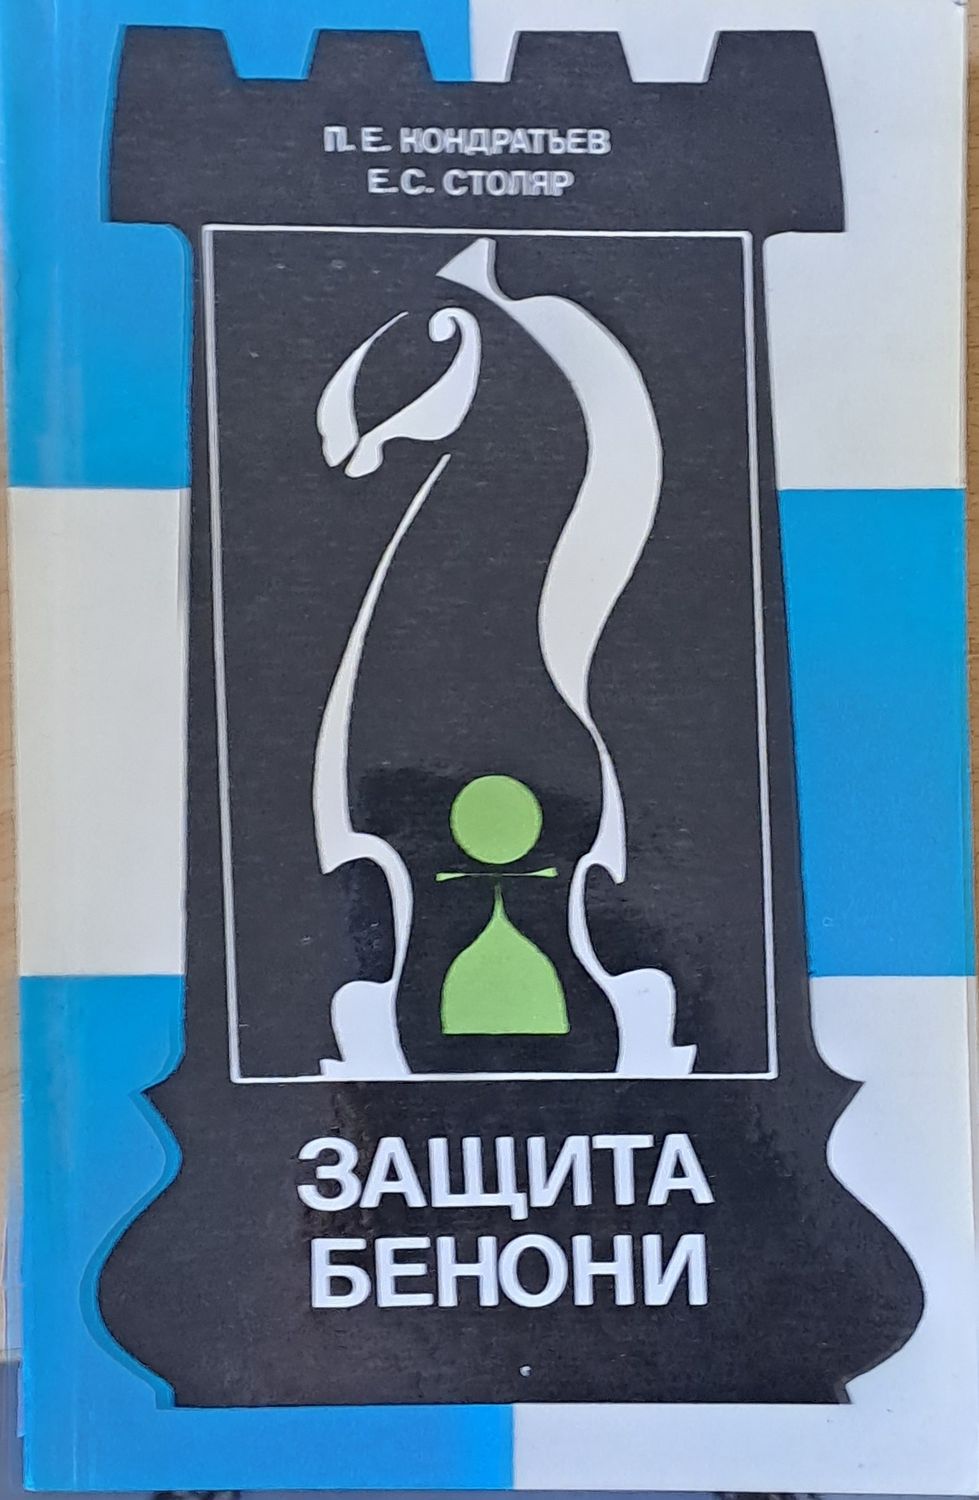 П. Е. КОНДРАТЬЕВ
Е. С. СТОЛЯР
ЗАЩИТА
БЕНОНИ